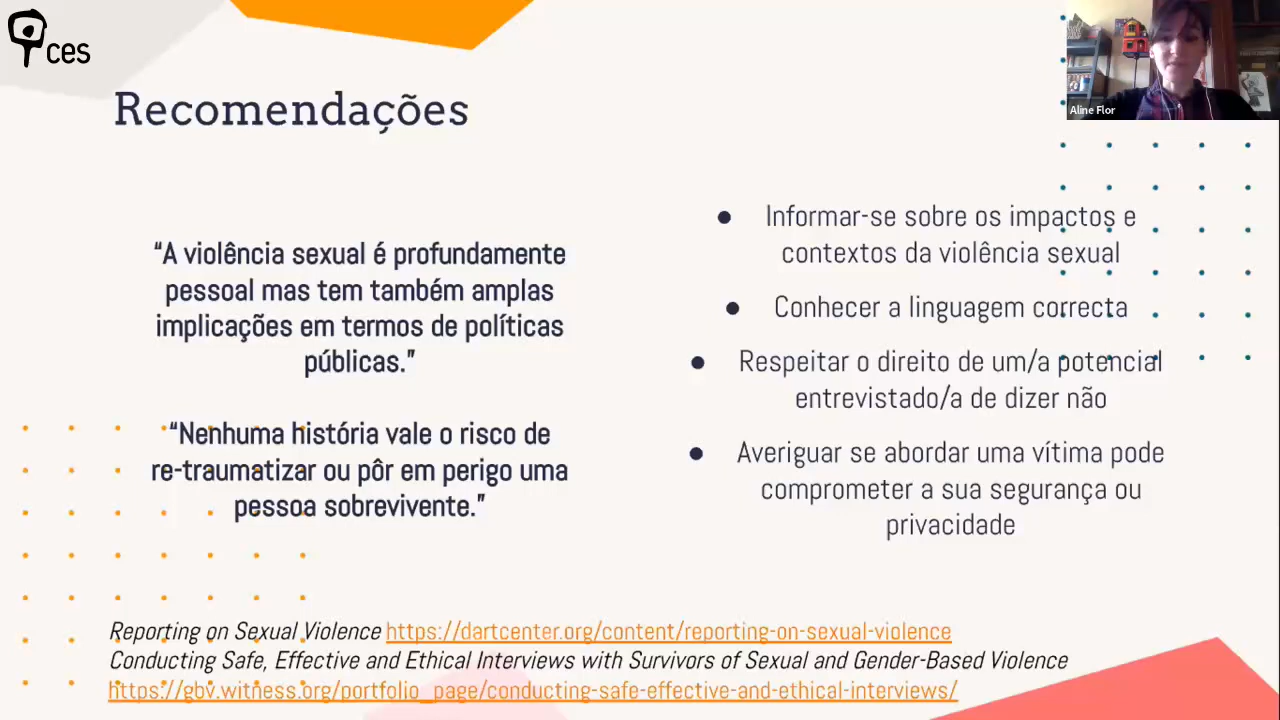 ces
Aline Flor
Recomendações
“A violência sexual é profundamente
pessoal mas tem também amplas
implicações em termos de políticas
públicas.”
“Nenhuma história vale o risco de
re-traumatizar ou pôr em perigo uma
pessoa sobrevivente.”
● Informar-se sobre os impactos e
contextos da violência sexual
● Conhecer a linguagem correcta
● Respeitar o direito de um/a potencial
entrevistado/a de dizer não
● Averiguar se abordar uma vítima pode
comprometer a sua segurança ou
privacidade
Reporting on Sexual Violence https://dartcenter.org/content/reporting-on-sexual-violence
Conducting Safe, Effective and Ethical Interviews with Survivors of Sexual and Gender-Based Violence
https://gbv.witness.org/portfolio_page/conducting-safe-effective-and-ethical-interviews/